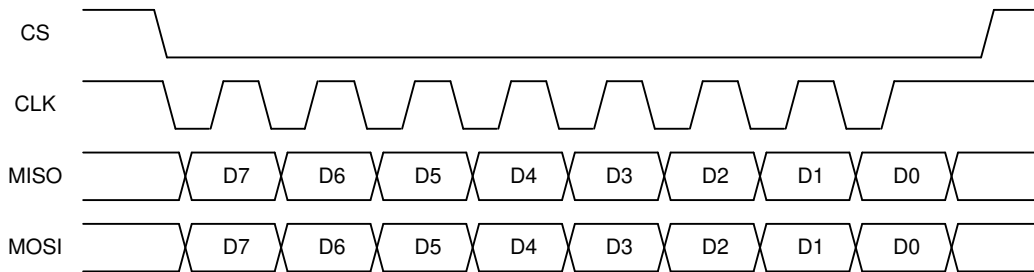 CS
CLK
MISO D7 D6 D5 D4 D3 D2 D1 D0
MOSI D7 D6 D5 D4 D3 D2 D1 D0